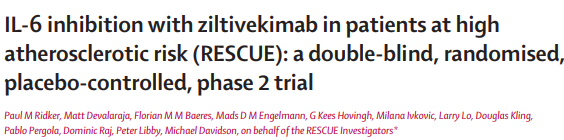 IL-6 inhibition with ziltivekimab in patients at high
atherosclerotic risk (RESCUE): a double-blind, randomised,
placebo-controlled, phase 2 trial
Paul M Ridker, Matt Devalaraja, Florian M M Baeres, Mads D M Engelmann, G Kees Hovingh, Milana Ivkovic, Larry Lo, Douglas Kling,
Pablo Pergola, Dominic Raj, Peter Libby, Michael Davidson, on behalf of the RESCUE Investigators*